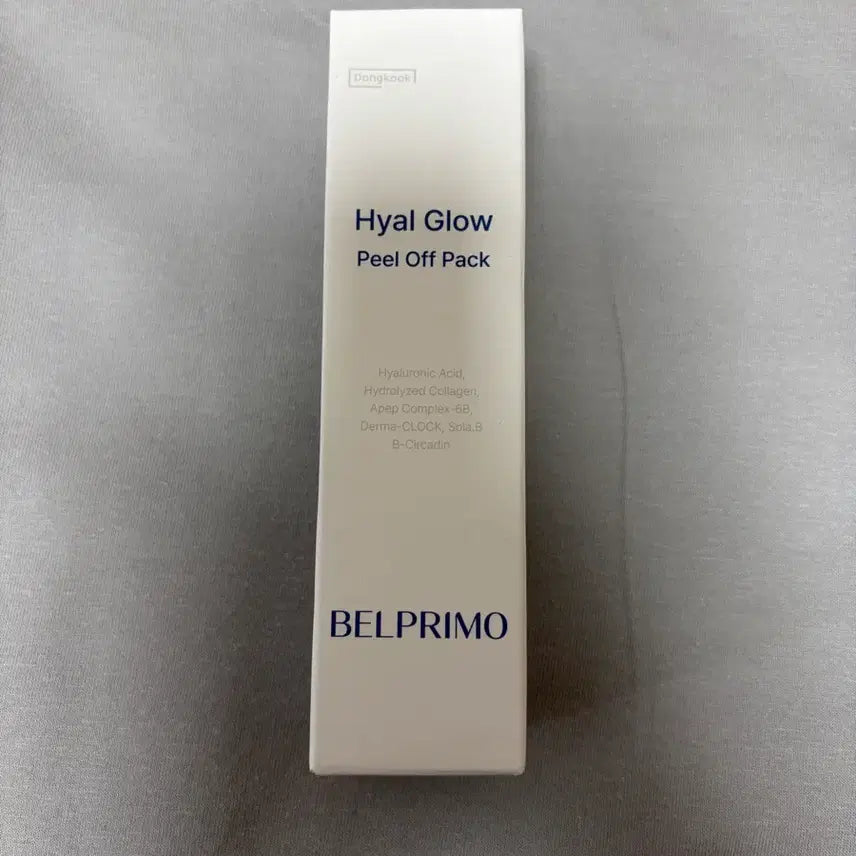 Dongkook
Hyal Glow
Peel Off Pack
Hyaluronic Acid,
Hydrolyzed Collagen,
Apep Complex-6B,
Derma-CLOCK, Sola.B
B-Circadin
BELPRIMO